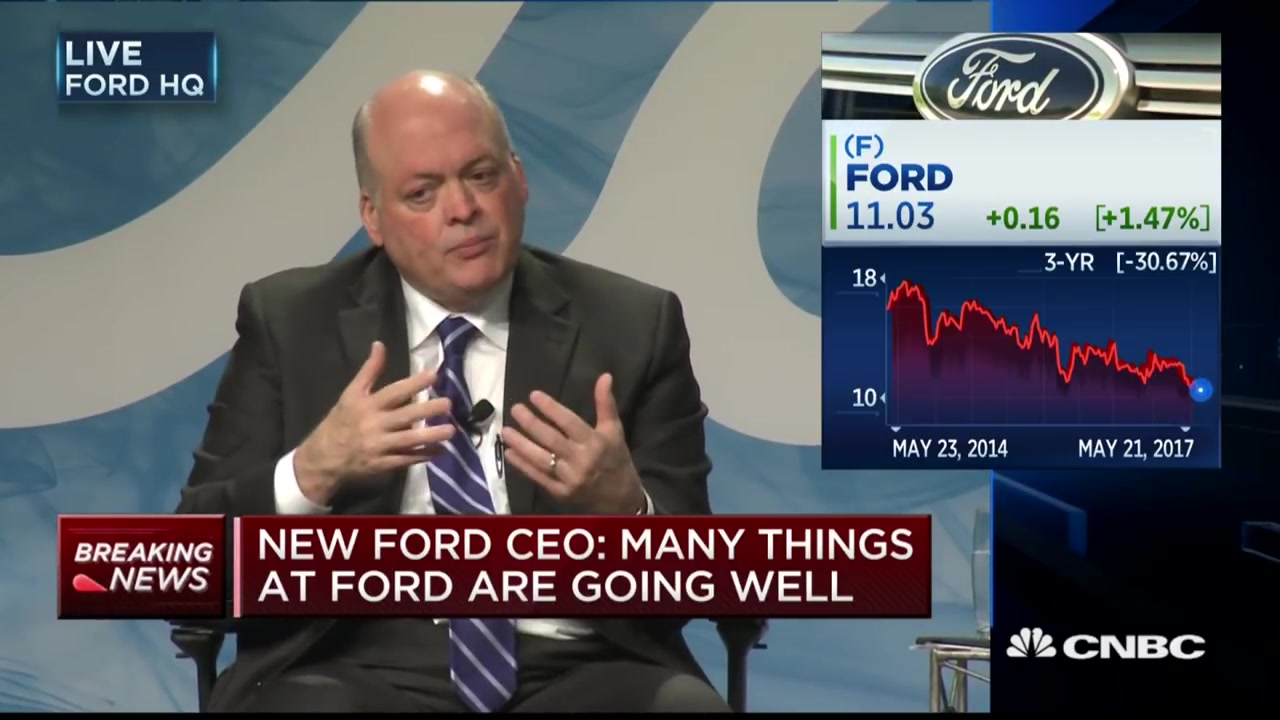 LIVE
FORD HQ
Ford
(F)
FORD
11.03 +0.16 [+1.47%]
3-YR [-30.67%]
18
10
MAY 23, 2014 MAY 21, 2017
BREAKING
NEWS
NEW FORD CEO: MANY THINGS
AT FORD ARE GOING WELL
CNBC